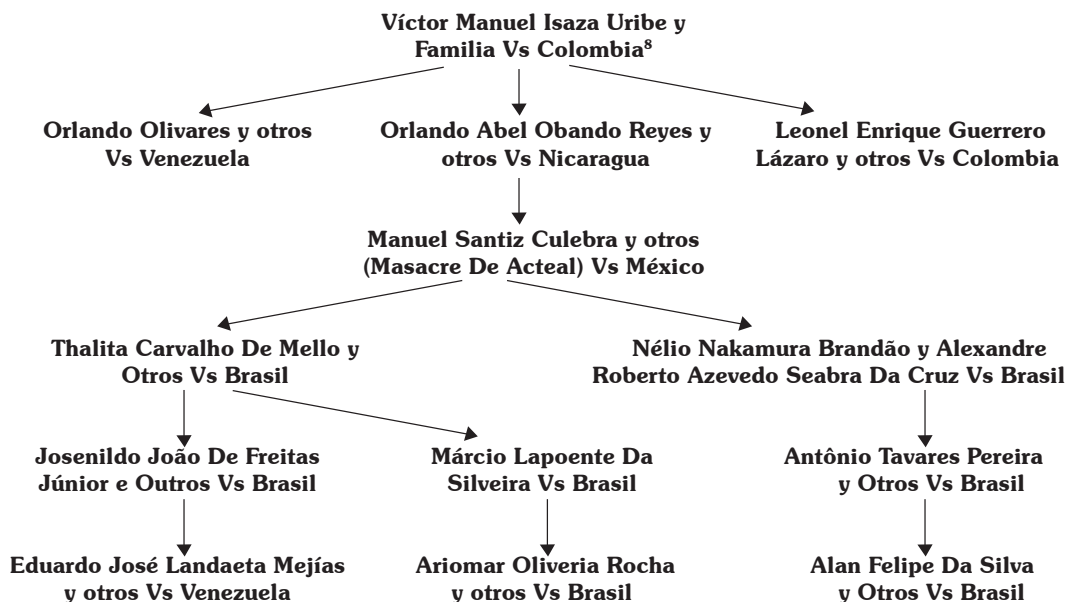 Víctor Manuel Isaza Uribe y
Familia Vs Colombia⁸
Orlando Olivares y otros
Vs Venezuela
Orlando Abel Obando Reyes y
otros Vs Nicaragua
Leonel Enrique Guerrero
Lázaro y otros Vs Colombia
Manuel Santiz Culebra y otros
(Masacre De Acteal) Vs México
Thalita Carvalho De Mello y
Otros Vs Brasil
Nélio Nakamura Brandão y Alexandre
Roberto Azevedo Seabra Da Cruz Vs Brasil
Josenildo João De Freitas
Júnior e Outros Vs Brasil
Márcio Lapoente Da
Silveira Vs Brasil
Antônio Tavares Pereira
y Otros Vs Brasil
Eduardo José Landaeta Mejías
y otros Vs Venezuela
Ariomar Oliveria Rocha
y otros Vs Brasil
Alan Felipe Da Silva
y Otros Vs Brasil